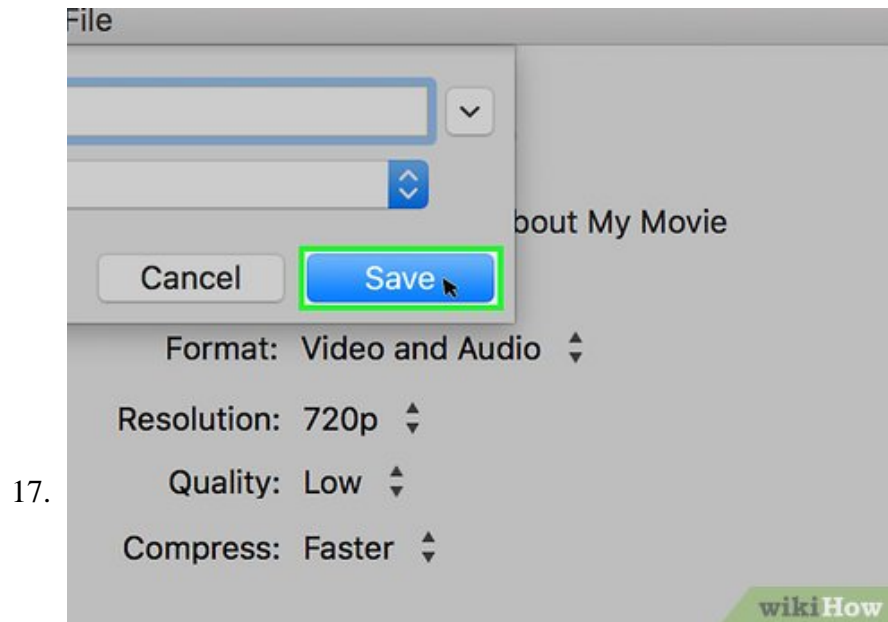 File
bout My Movie
Cancel
Save
Format: Video and Audio
Resolution: 720p
17.
Quality: Low
Compress: Faster
wikiHow